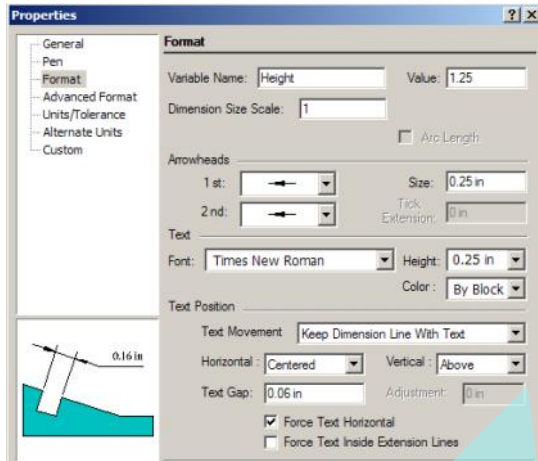 Properties
General
Pen
Format
Advanced Format
Units/Tolerance
Alternate Units
Custom
0.16 in
Format
Variable Name: Height Value: 1.25
Dimension Size Scale: 1
Arc Length
Arrowheads
1 st: Size: 0.25 in
2 nd: Tick Extension: 0 in
Text
Font: Times New Roman Height: 0.25 in
Color : By Block
Text Position
Text Movement Keep Dimension Line With Text
Horizontal : Centered Vertical : Above
Text Gap: 0.06 in Adjustment: 0 in
Force Text Horizontal
Force Text Inside Extension Lines